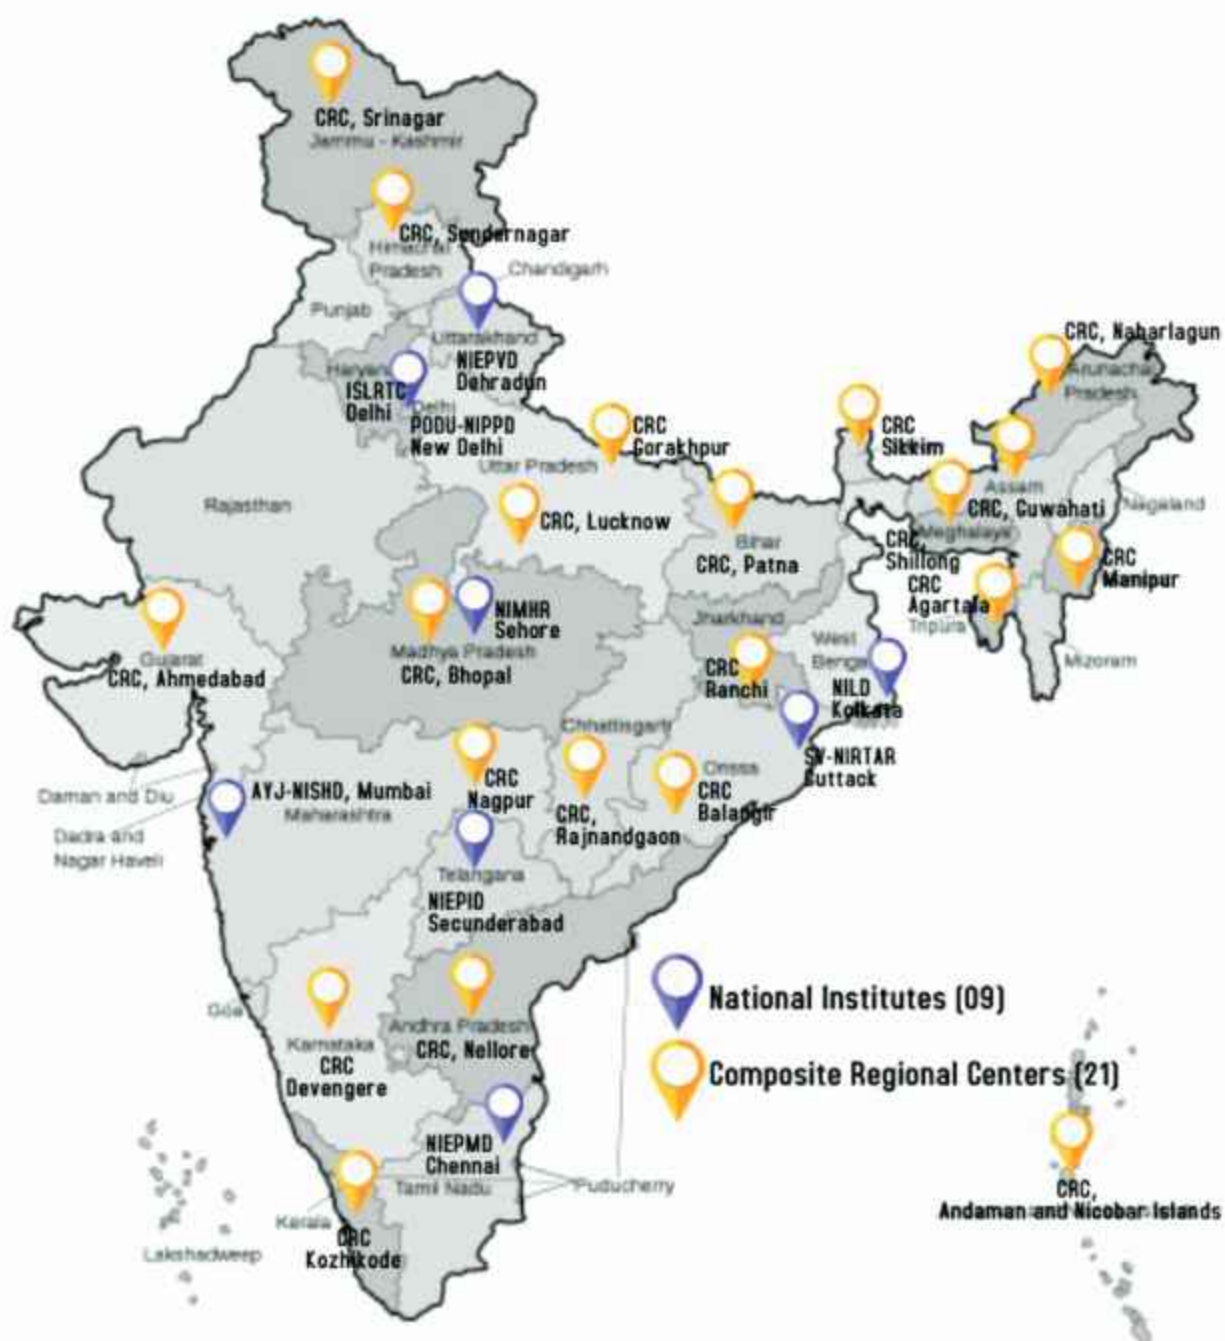 CRC, Srinagar
Jammu - Kashmir
CRC, Sundernagar
Himachal
Pradesh
Chandigarh
Punjab
Uttarakhand
NIEPVD
Dehradun
Haryana
ISLRTC
Delhi
Delhi
PDDU-NIPPD
New Delhi
CRC, Naharlagun
Arunacha
Pradesh
CRC
Gorakhpur
CRC
Sikkim
Uttar Pradesh
Rajasthan
CRC, Lucknow
Assam
CRC, Guwahati
Nagaland
Bihar
CRC, Patna
Meghalaya
CRC,
Shillong
CRC
Manipur
CRC
Agartala
Tripura
NIMHR
Sehore
Jharkhand
West
Bengal
Mizoram
Madhya Pradesh
CRC, Bhopal
Gujarat
CRC, Ahmedabad
CRC
Ranchi
NILD
Kolkata
Chhattisgarh
SV-NIRTAR
Cuttack
Orissa
CRC
Balangir
CRC
Nagpur
CRC,
Rajnandgaon
Daman and Diu
AYJ-NISHD, Mumbai
Maharashtra
Dadra and
Nagar Haveli
Telangana
NIEPID
Secunderabad
National Institutes (09)
Goa
Andhra Pradesh
CRC, Nellore
Karnataka
CRC
Devengere
Composite Regional Centers (21)
NIEPMD
Chennai
Tamil Nadu
Puducherry
CRC,
Andaman and Nicobar Islands
Kerala
CRC
Kozhikode
Lakshadweep